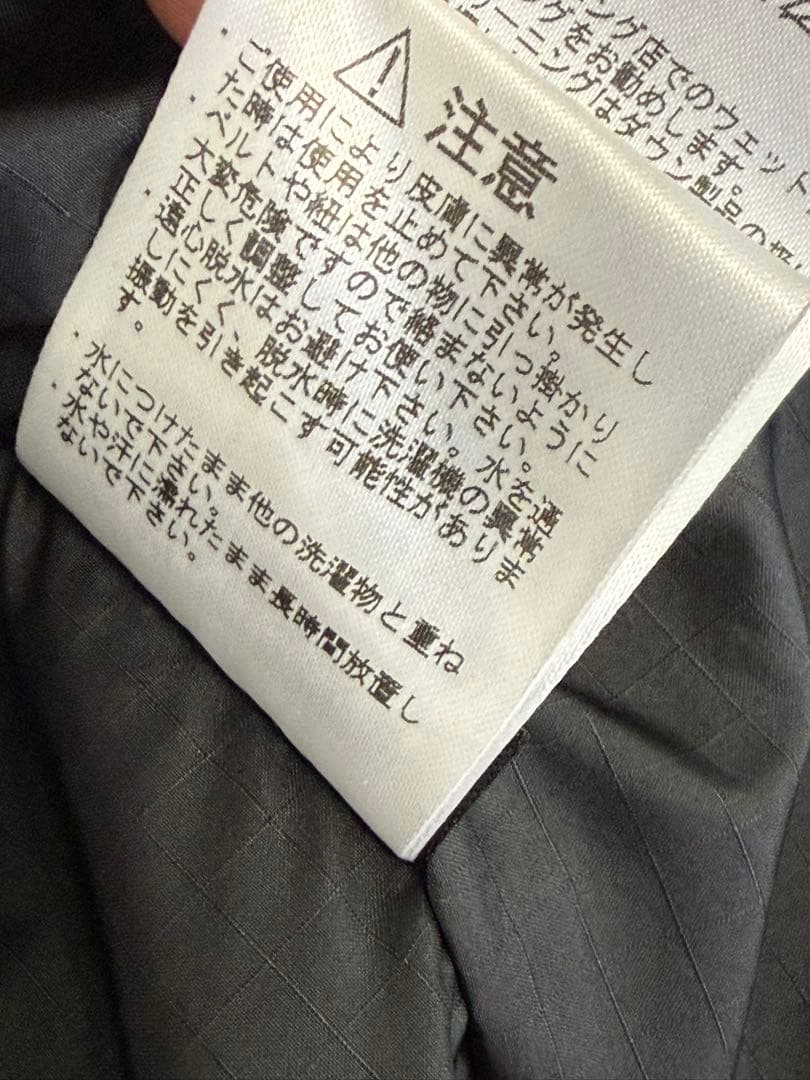 ング店でのウェット
グをお勧めします。
リーニングはダウン製品の
⚠注意
・ご使用により皮膚に異常が発生し
た時は使用を止めて下さい。
・ベルトや紐は他の物に引っ掛かり
大変危険ですので絡まないように
正しく調整してお使い下さい。
・遠心脱水はお避け下さい。水を通
しにくく、脱水時に洗濯機の異常
振動を引き起こす可能性がありま
す。
・水につけたまま他の洗濯物と重ね
ないで下さい。
・水や汗に濡れたまま長時間放置し
ないで下さい。